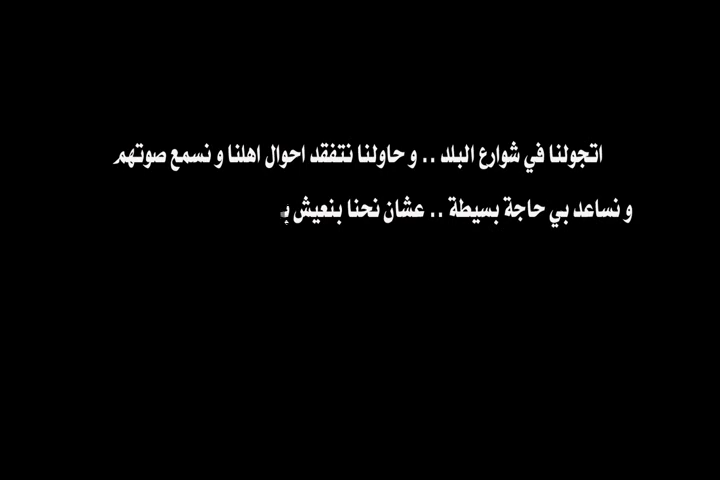 اتجولنا في شوارع البلد .. و حاولنا نتفقد احوال اهلنا و نسمع صوتهم
و نساعد بي حاجة بسيطة .. عشان نحنا بنعيش